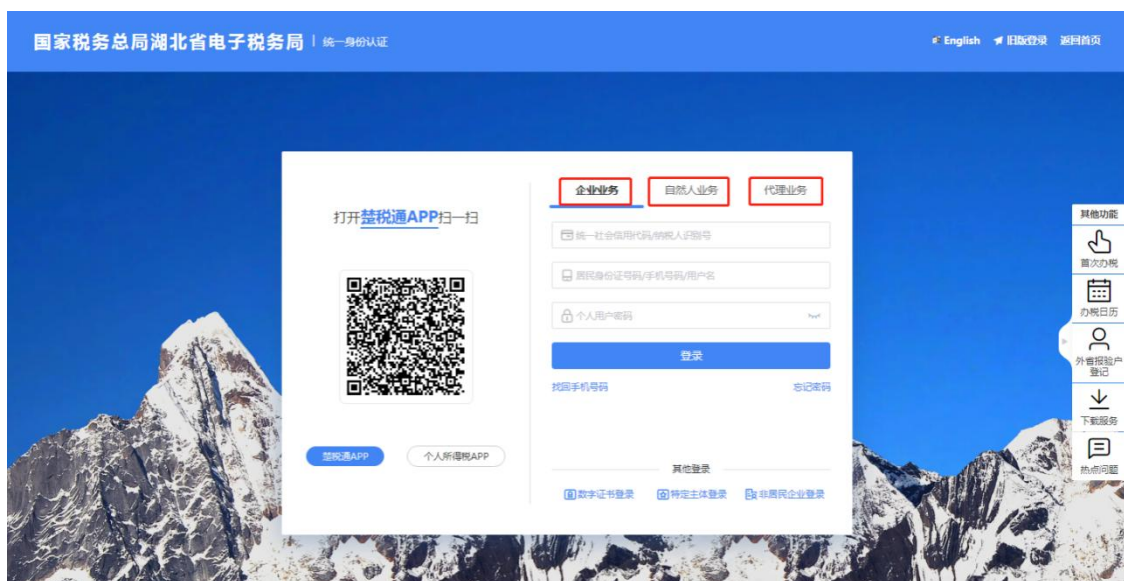 国家税务总局湖北省电子税务局 | 统一身份认证
English 旧版登录 返回首页
打开楚税通APP扫一扫
楚税通APP 个人所得税APP
企业业务 自然人业务 代理业务
统一社会信用代码/纳税人识别号
居民身份证号码/手机号码/用户名
个人用户密码
登录
找回手机号码 忘记密码
其他登录
数字证书登录 特定主体登录 非居民企业登录
其他功能
首次办税
办税日历
外省报验户
登记
下载服务
热点问题